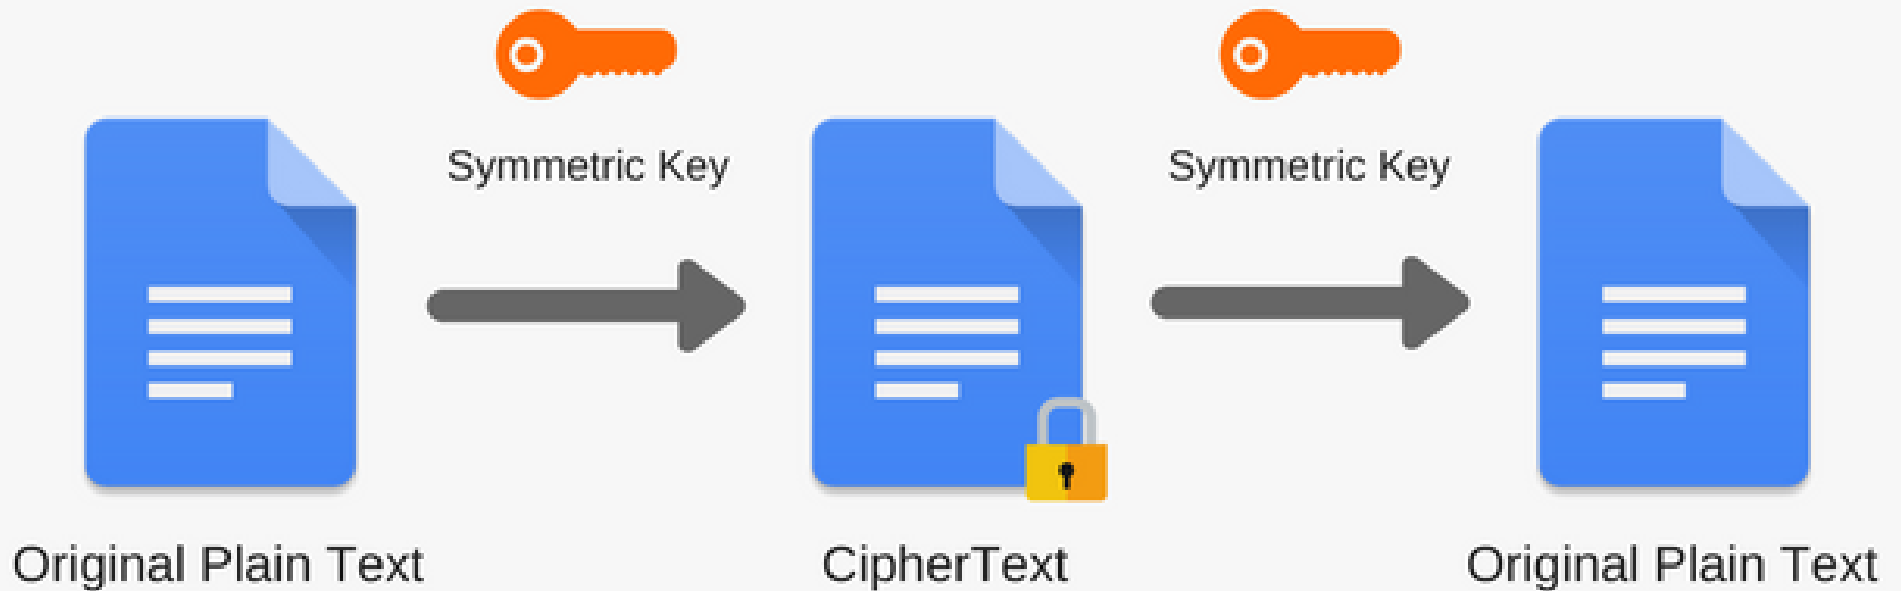 Symmetric Key
Symmetric Key
Original Plain Text
CipherText
Original Plain Text